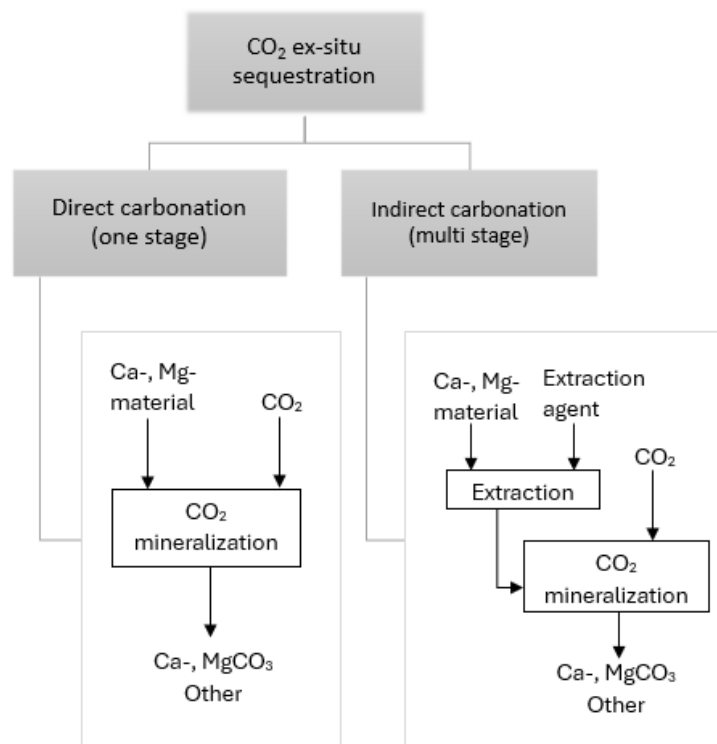 CO₂ ex-situ
sequestration
Direct carbonation
(one stage)
Indirect carbonation
(multi stage)
Ca-, Mg-
material
CO₂
CO₂
mineralization
Ca-, MgCO₃
Other
Ca-, Mg-
material
Extraction
agent
Extraction
CO₂
CO₂
mineralization
Ca-, MgCO₃
Other